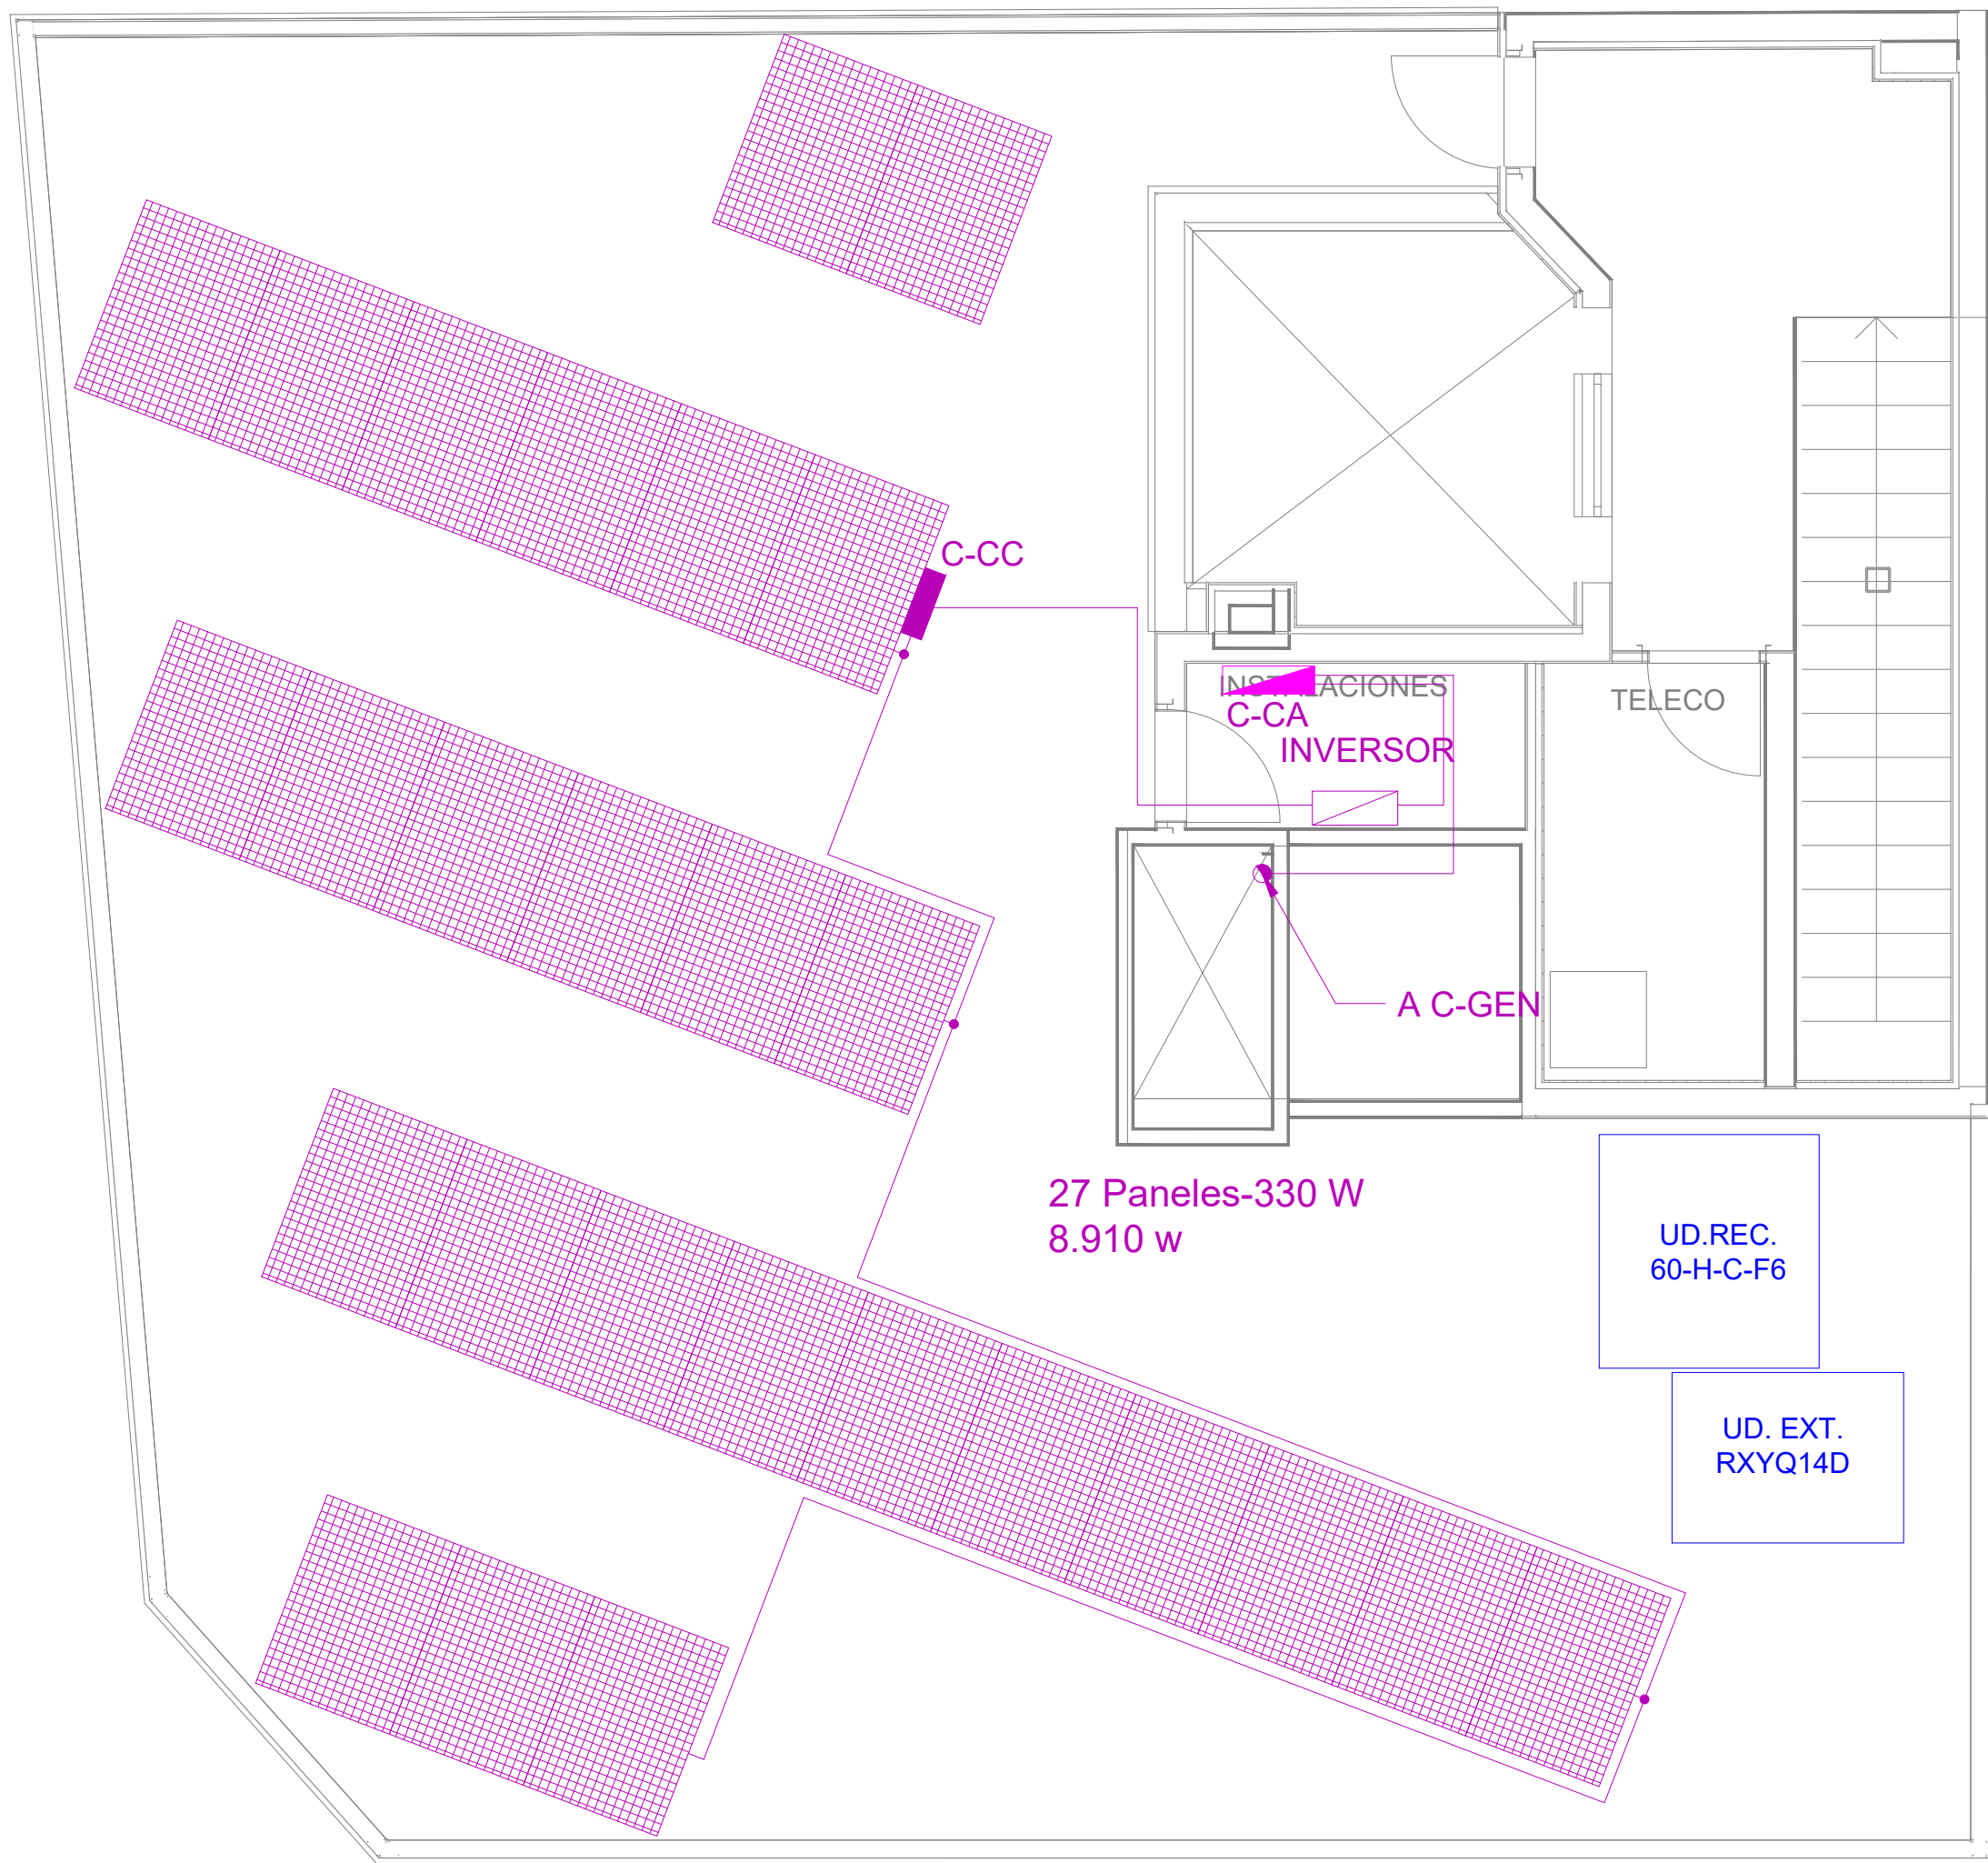 C-CC
INSTALACIONES
C-CA
INVERSOR
TELECO
A C-GEN
27 Paneles-330 W
8.910 w
UD.REC.
60-H-C-F6
UD. EXT.
RXYQ14D